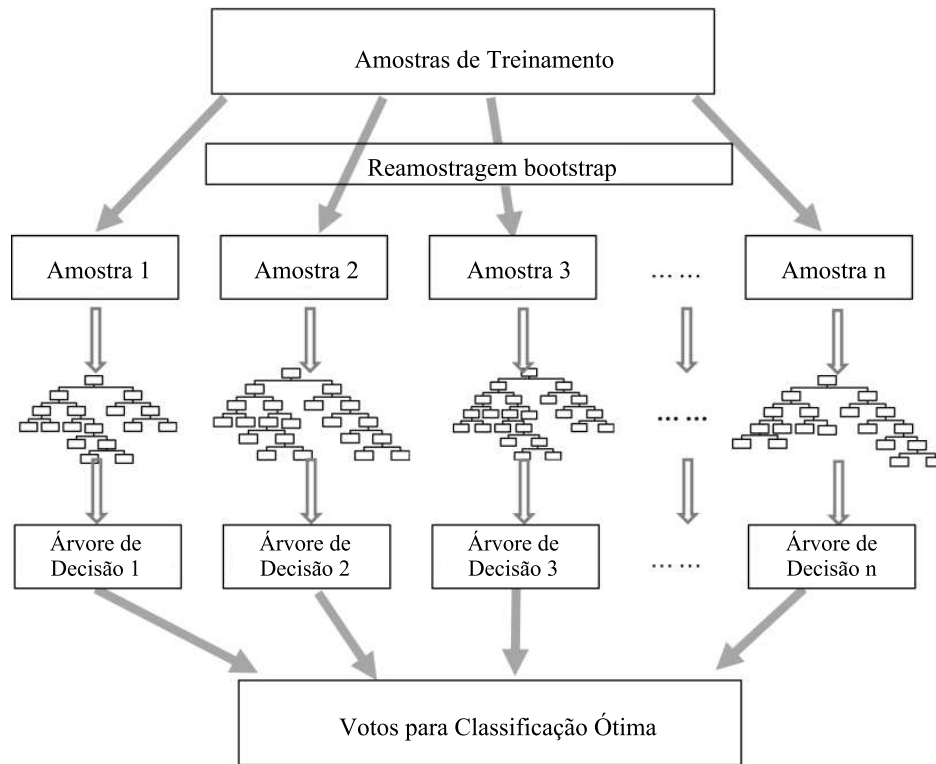 Amostras de Treinamento
Reamostragem bootstrap
Amostra 1
Amostra 2
Amostra 3
... ...
Amostra n
... ...
Árvore de
Decisão 1
Árvore de
Decisão 2
Árvore de
Decisão 3
... ...
Árvore de
Decisão n
Votos para Classificação Ótima